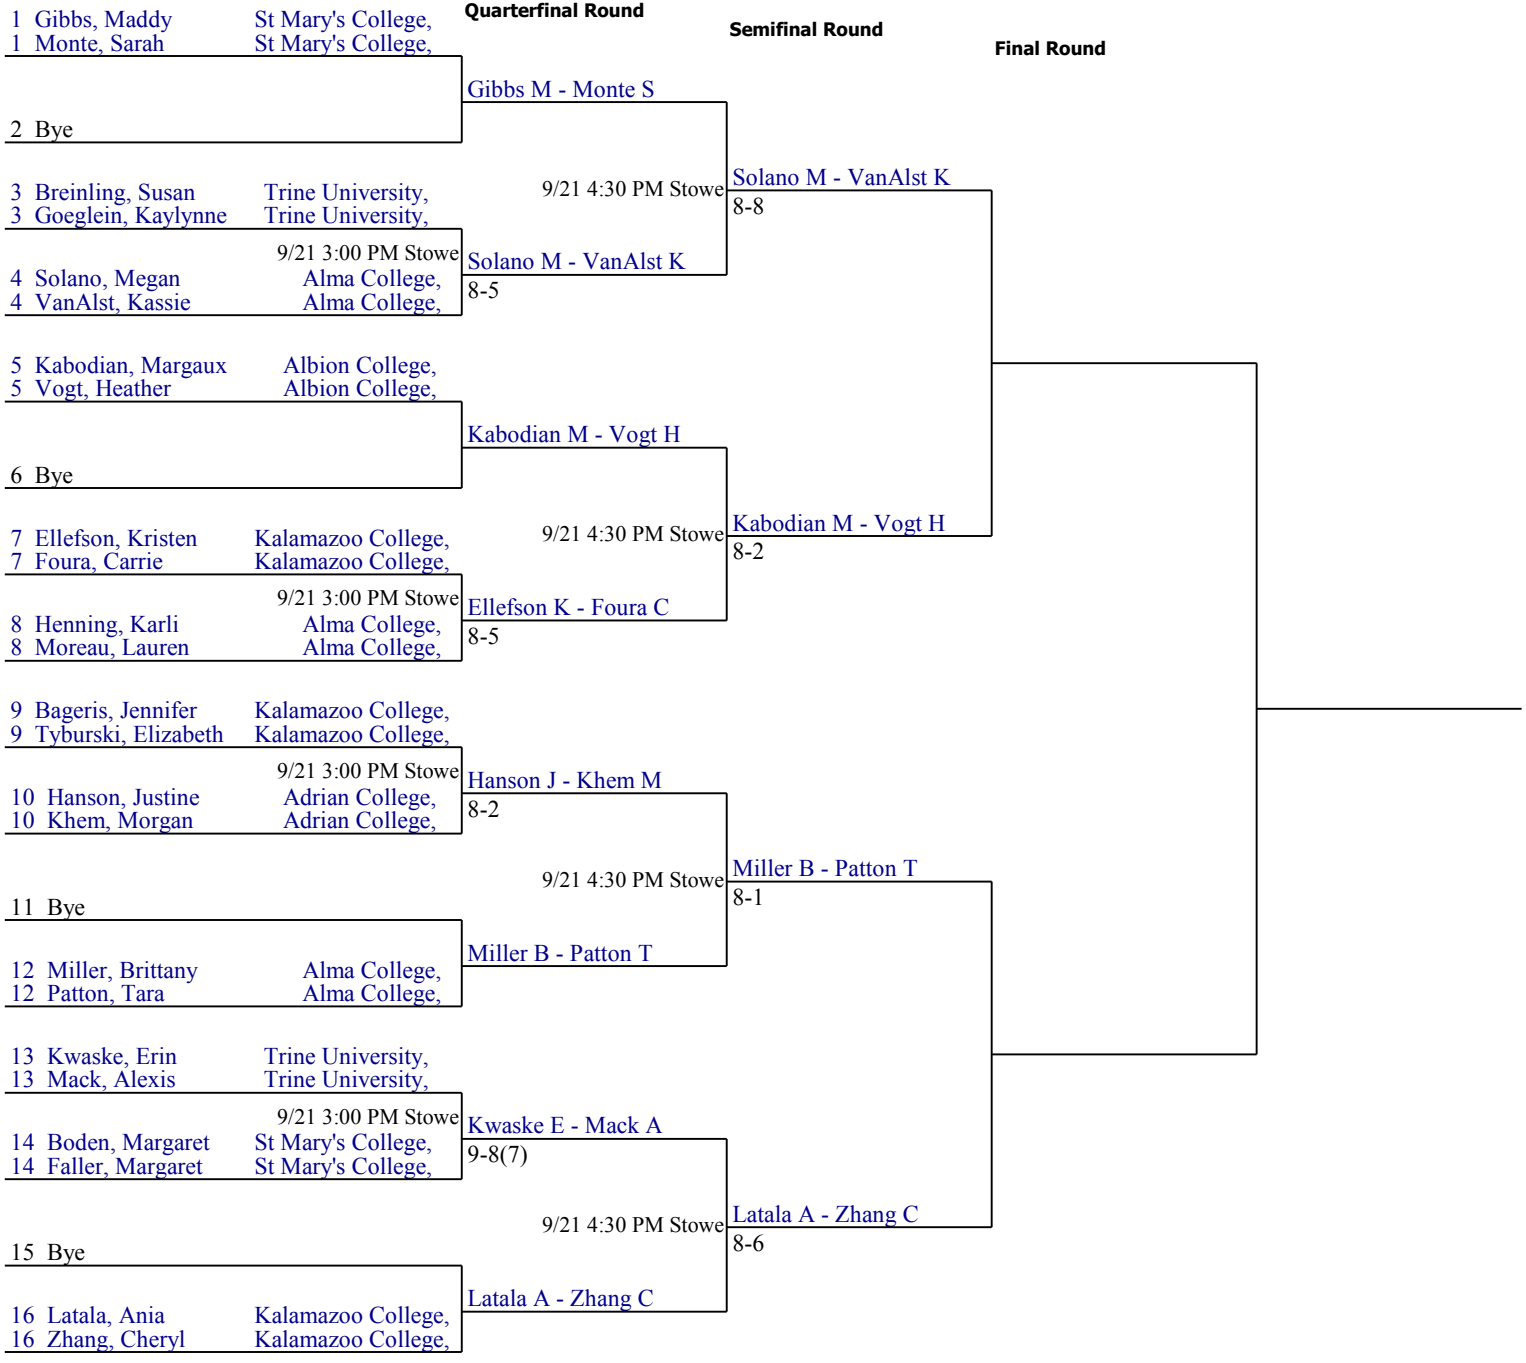 Quarterfinal Round
Semifinal Round
Final Round
1 Gibbs, Maddy St Mary's College,
1 Monte, Sarah St Mary's College,
Gibbs M - Monte S
2 Bye
9/21 4:30 PM Stowe
Solano M - VanAlst K
8-8
3 Breinling, Susan Trine University,
3 Goeglein, Kaylynne Trine University,
9/21 3:00 PM Stowe
Solano M - VanAlst K
8-5
4 Solano, Megan Alma College,
4 VanAlst, Kassie Alma College,
5 Kabodian, Margaux Albion College,
5 Vogt, Heather Albion College,
Kabodian M - Vogt H
6 Bye
9/21 4:30 PM Stowe
Kabodian M - Vogt H
8-2
7 Ellefson, Kristen Kalamazoo College,
7 Foura, Carrie Kalamazoo College,
9/21 3:00 PM Stowe
Ellefson K - Foura C
8-5
8 Henning, Karli Alma College,
8 Moreau, Lauren Alma College,
9 Bageris, Jennifer Kalamazoo College,
9 Tyburski, Elizabeth Kalamazoo College,
9/21 3:00 PM Stowe
Hanson J - Khem M
8-2
10 Hanson, Justine Adrian College,
10 Khem, Morgan Adrian College,
9/21 4:30 PM Stowe
Miller B - Patton T
8-1
11 Bye
Miller B - Patton T
12 Miller, Brittany Alma College,
12 Patton, Tara Alma College,
13 Kwaske, Erin Trine University,
13 Mack, Alexis Trine University,
9/21 3:00 PM Stowe
Kwaske E - Mack A
9-8(7)
14 Boden, Margaret St Mary's College,
14 Faller, Margaret St Mary's College,
9/21 4:30 PM Stowe
Latala A - Zhang C
8-6
15 Bye
Latala A - Zhang C
16 Latala, Ania Kalamazoo College,
16 Zhang, Cheryl Kalamazoo College,